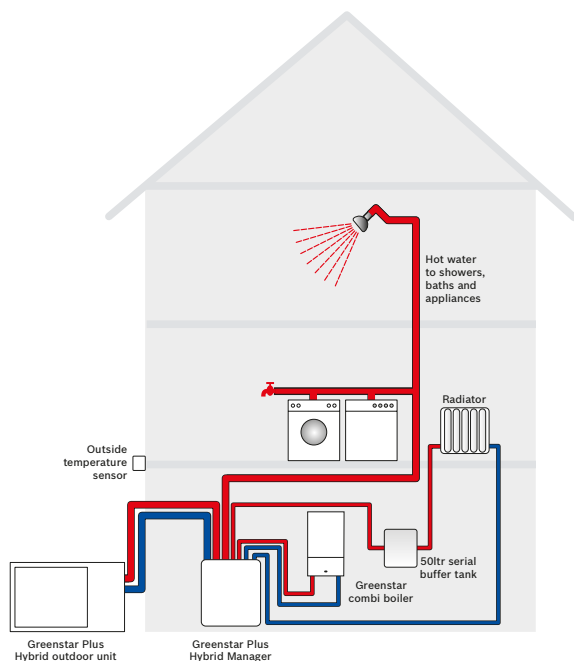 Hot water
to showers,
baths and
appliances
Radiator
Outside
temperature
sensor
50ltr serial
buffer tank
Greenstar
combi boiler
Greenstar Plus
Hybrid outdoor unit
Greenstar Plus
Hybrid Manager